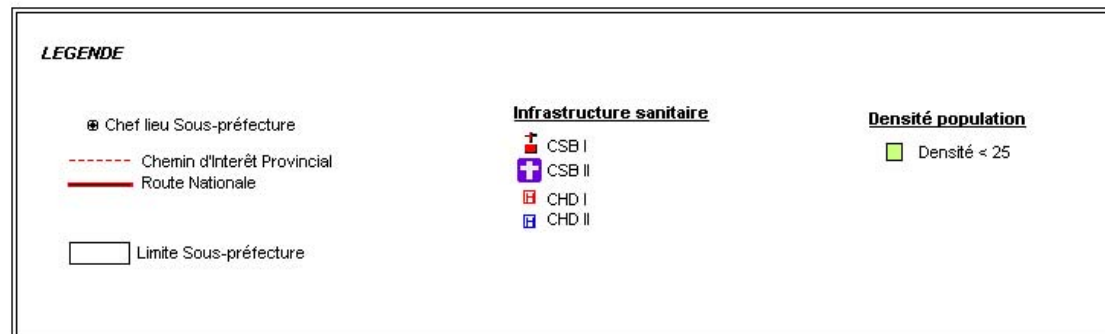 LEGENDE
Chef lieu Sous-préfecture
Chemin d'Interêt Provincial
Route Nationale
Limite Sous-préfecture
Infrastructure sanitaire
CSB I
CSB II
CHD I
CHD II
Densité population
Densité < 25